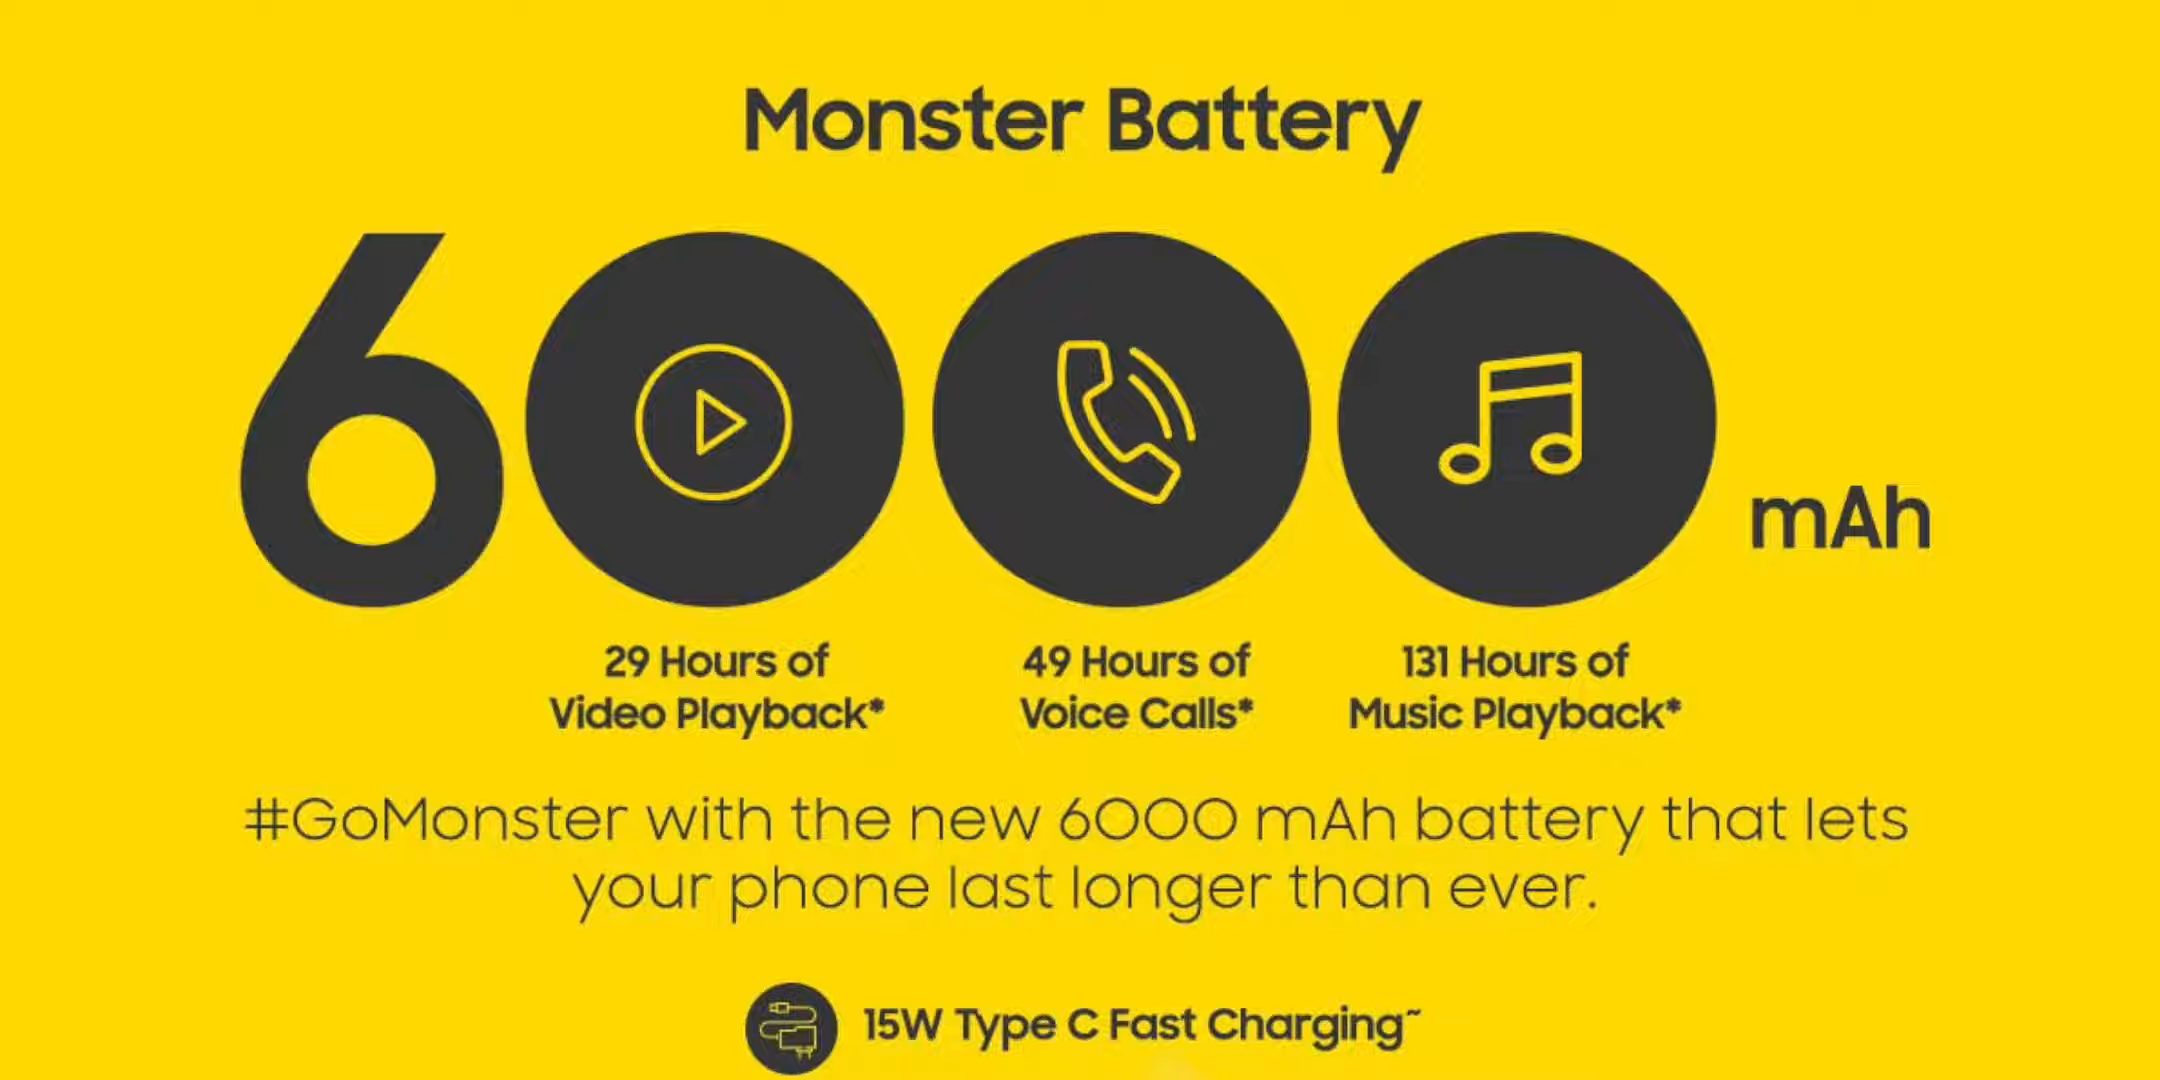 Monster Battery
6000 mAh
29 Hours of
Video Playback*
49 Hours of
Voice Calls*
131 Hours of
Music Playback*
#GoMonster with the new 6000 mAh battery that lets
your phone last longer than ever.
15W Type C Fast Charging~